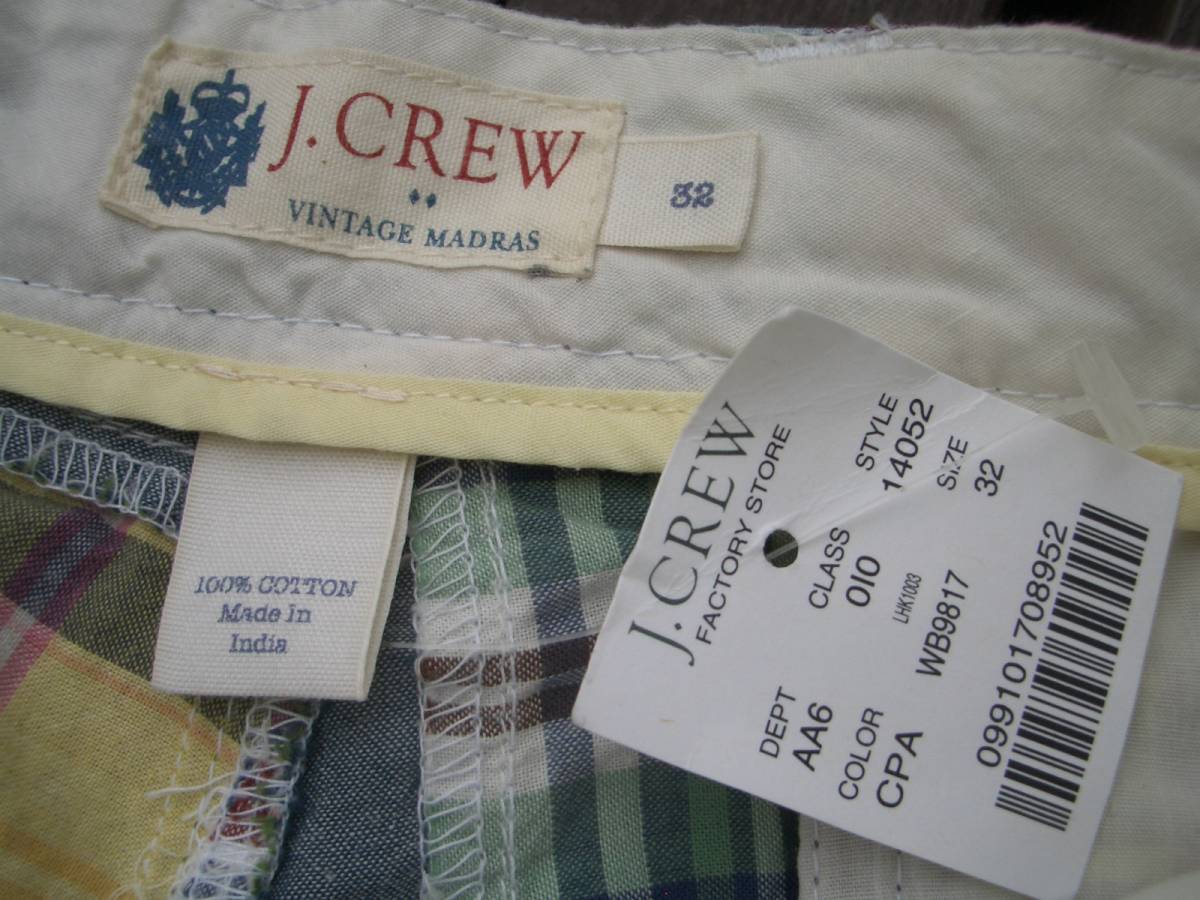 J.CREW
VINTAGE MADRAS
32
100% COTTON
Made In
India
J.CREW
FACTORY STORE
STYLE
14052
SIZE
32
CLASS
0I0
LHK1003
WB9817
DEPT
AA6
COLOR
CPA
099101708952